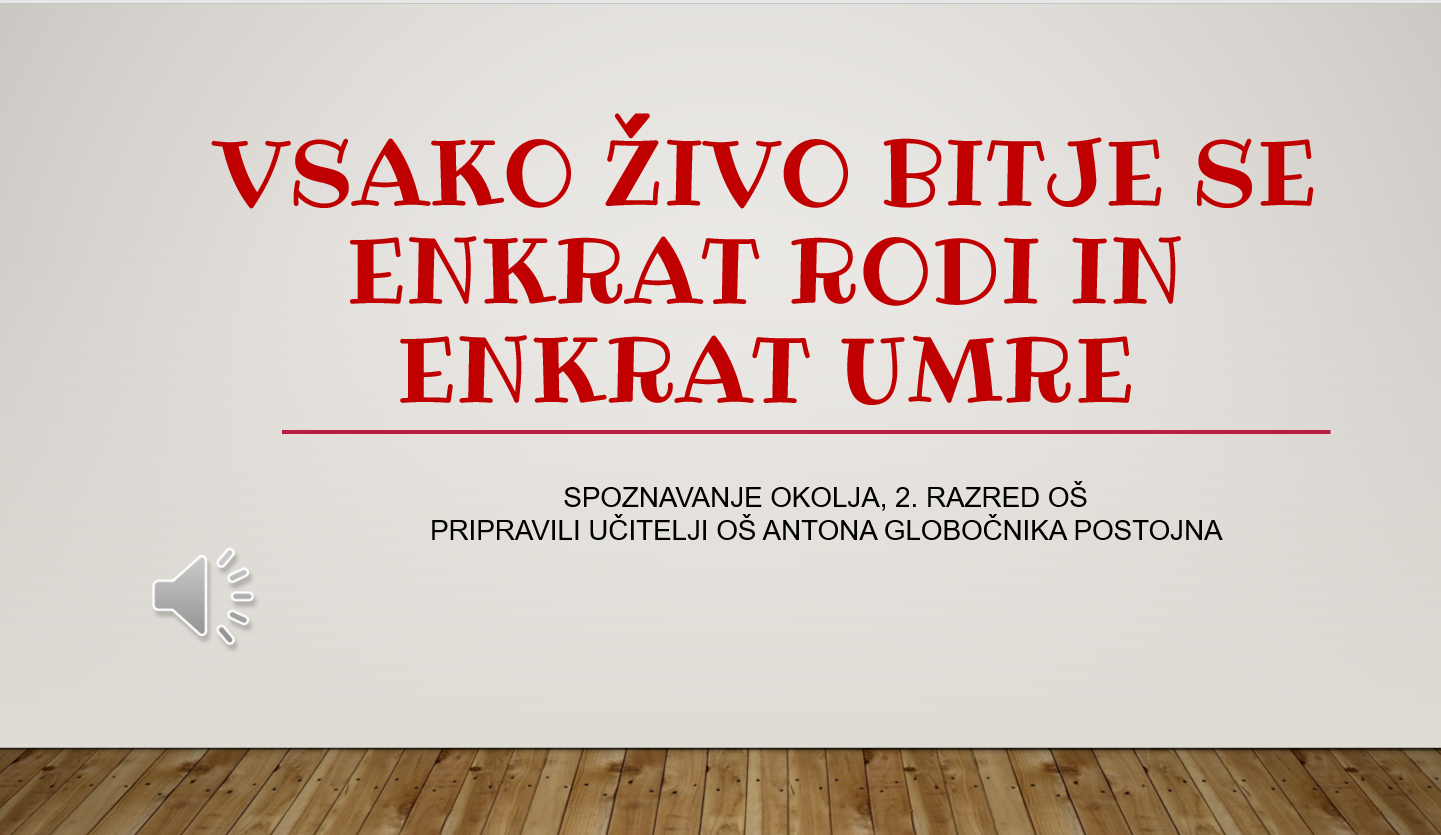 VSAKO ŽIVO BITJE SE
ENKRAT RODI IN
ENKRAT UMRE
SPOZNAVANJE OKOLJA, 2. RAZRED OŠ
PRIPRAVILI UČITELJI OŠ ANTONA GLOBOČNIKA POSTOJNA